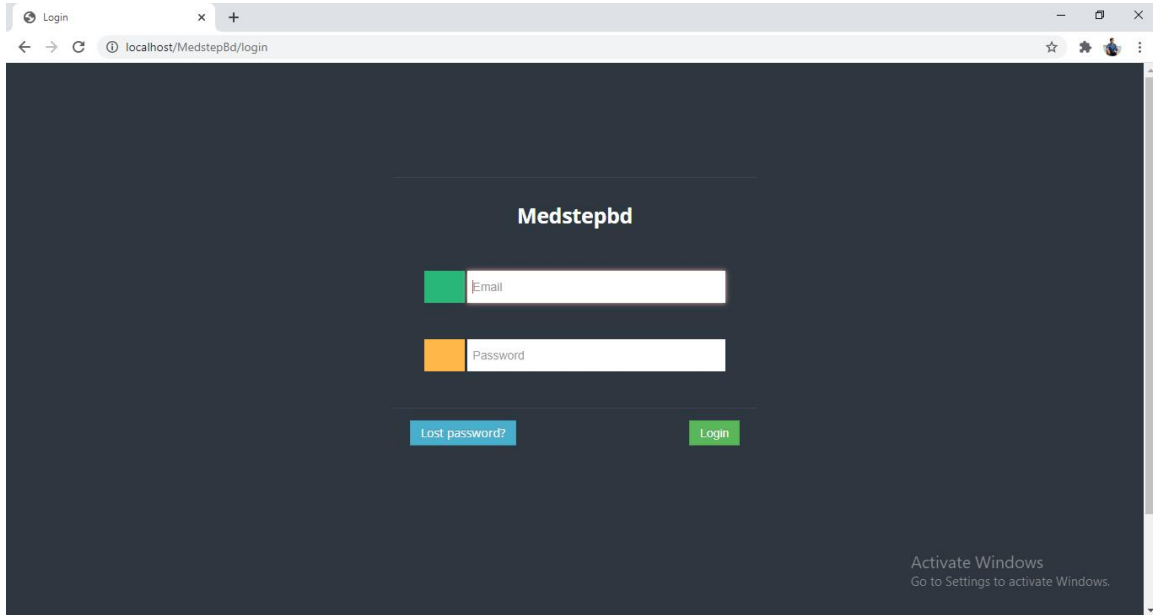 Login
localhost/MedstepBd/login
Medstepbd
Email
Password
Lost password?
Login
Activate Windows
Go to Settings to activate Windows.